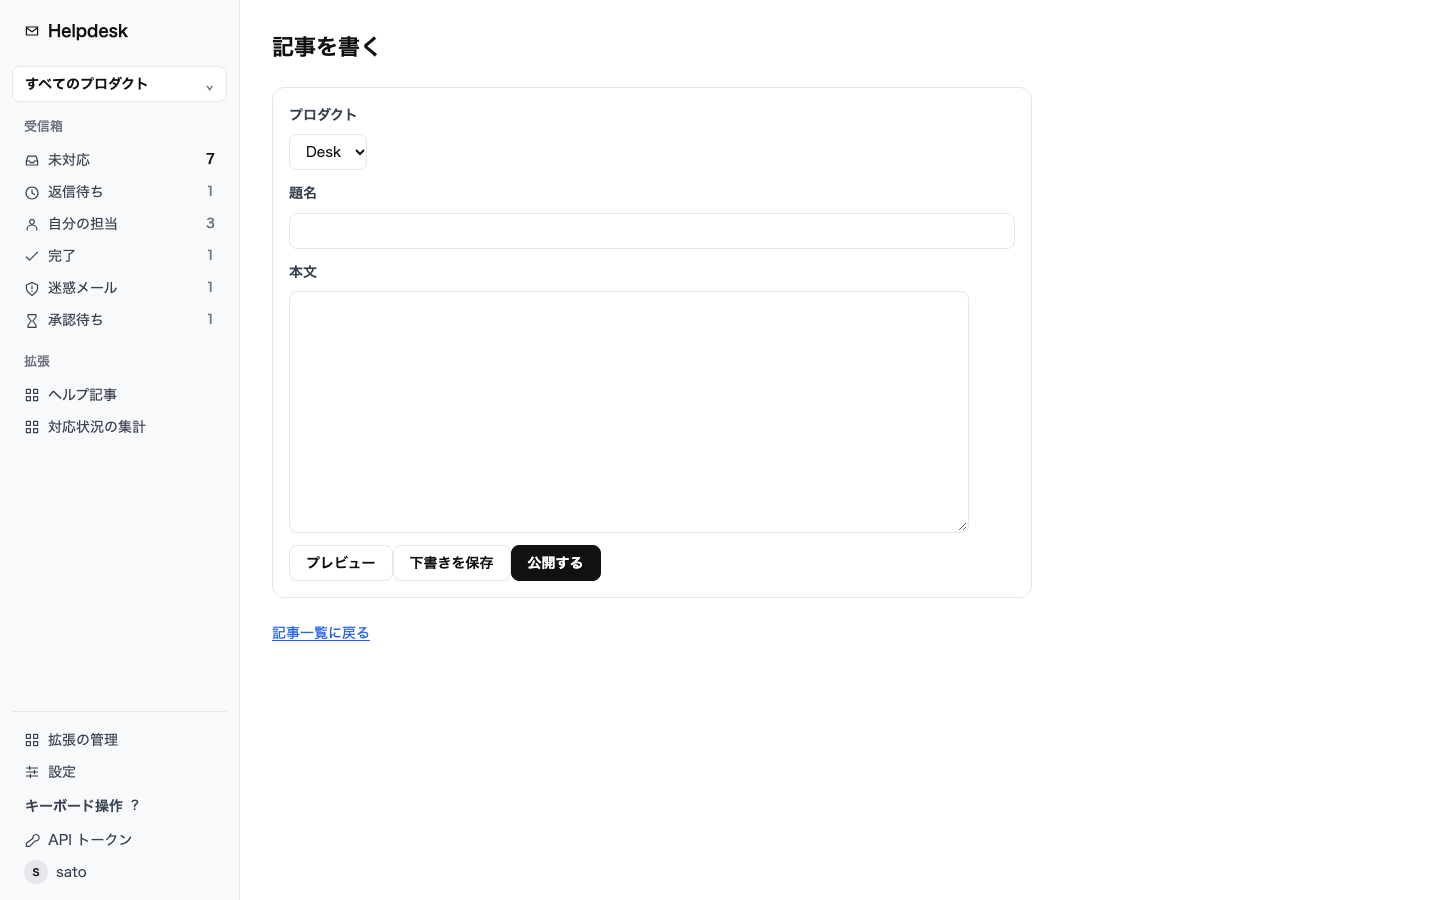 Helpdesk
すべてのプロダクト
受信箱
未対応 7
返信待ち 1
自分の担当 3
完了 1
迷惑メール 1
承認待ち 1
拡張
ヘルプ記事
対応状況の集計
拡張の管理
設定
キーボード操作 ?
API トークン
S sato
記事を書く
プロダクト
Desk
題名
本文
プレビュー 下書きを保存 公開する
記事一覧に戻る